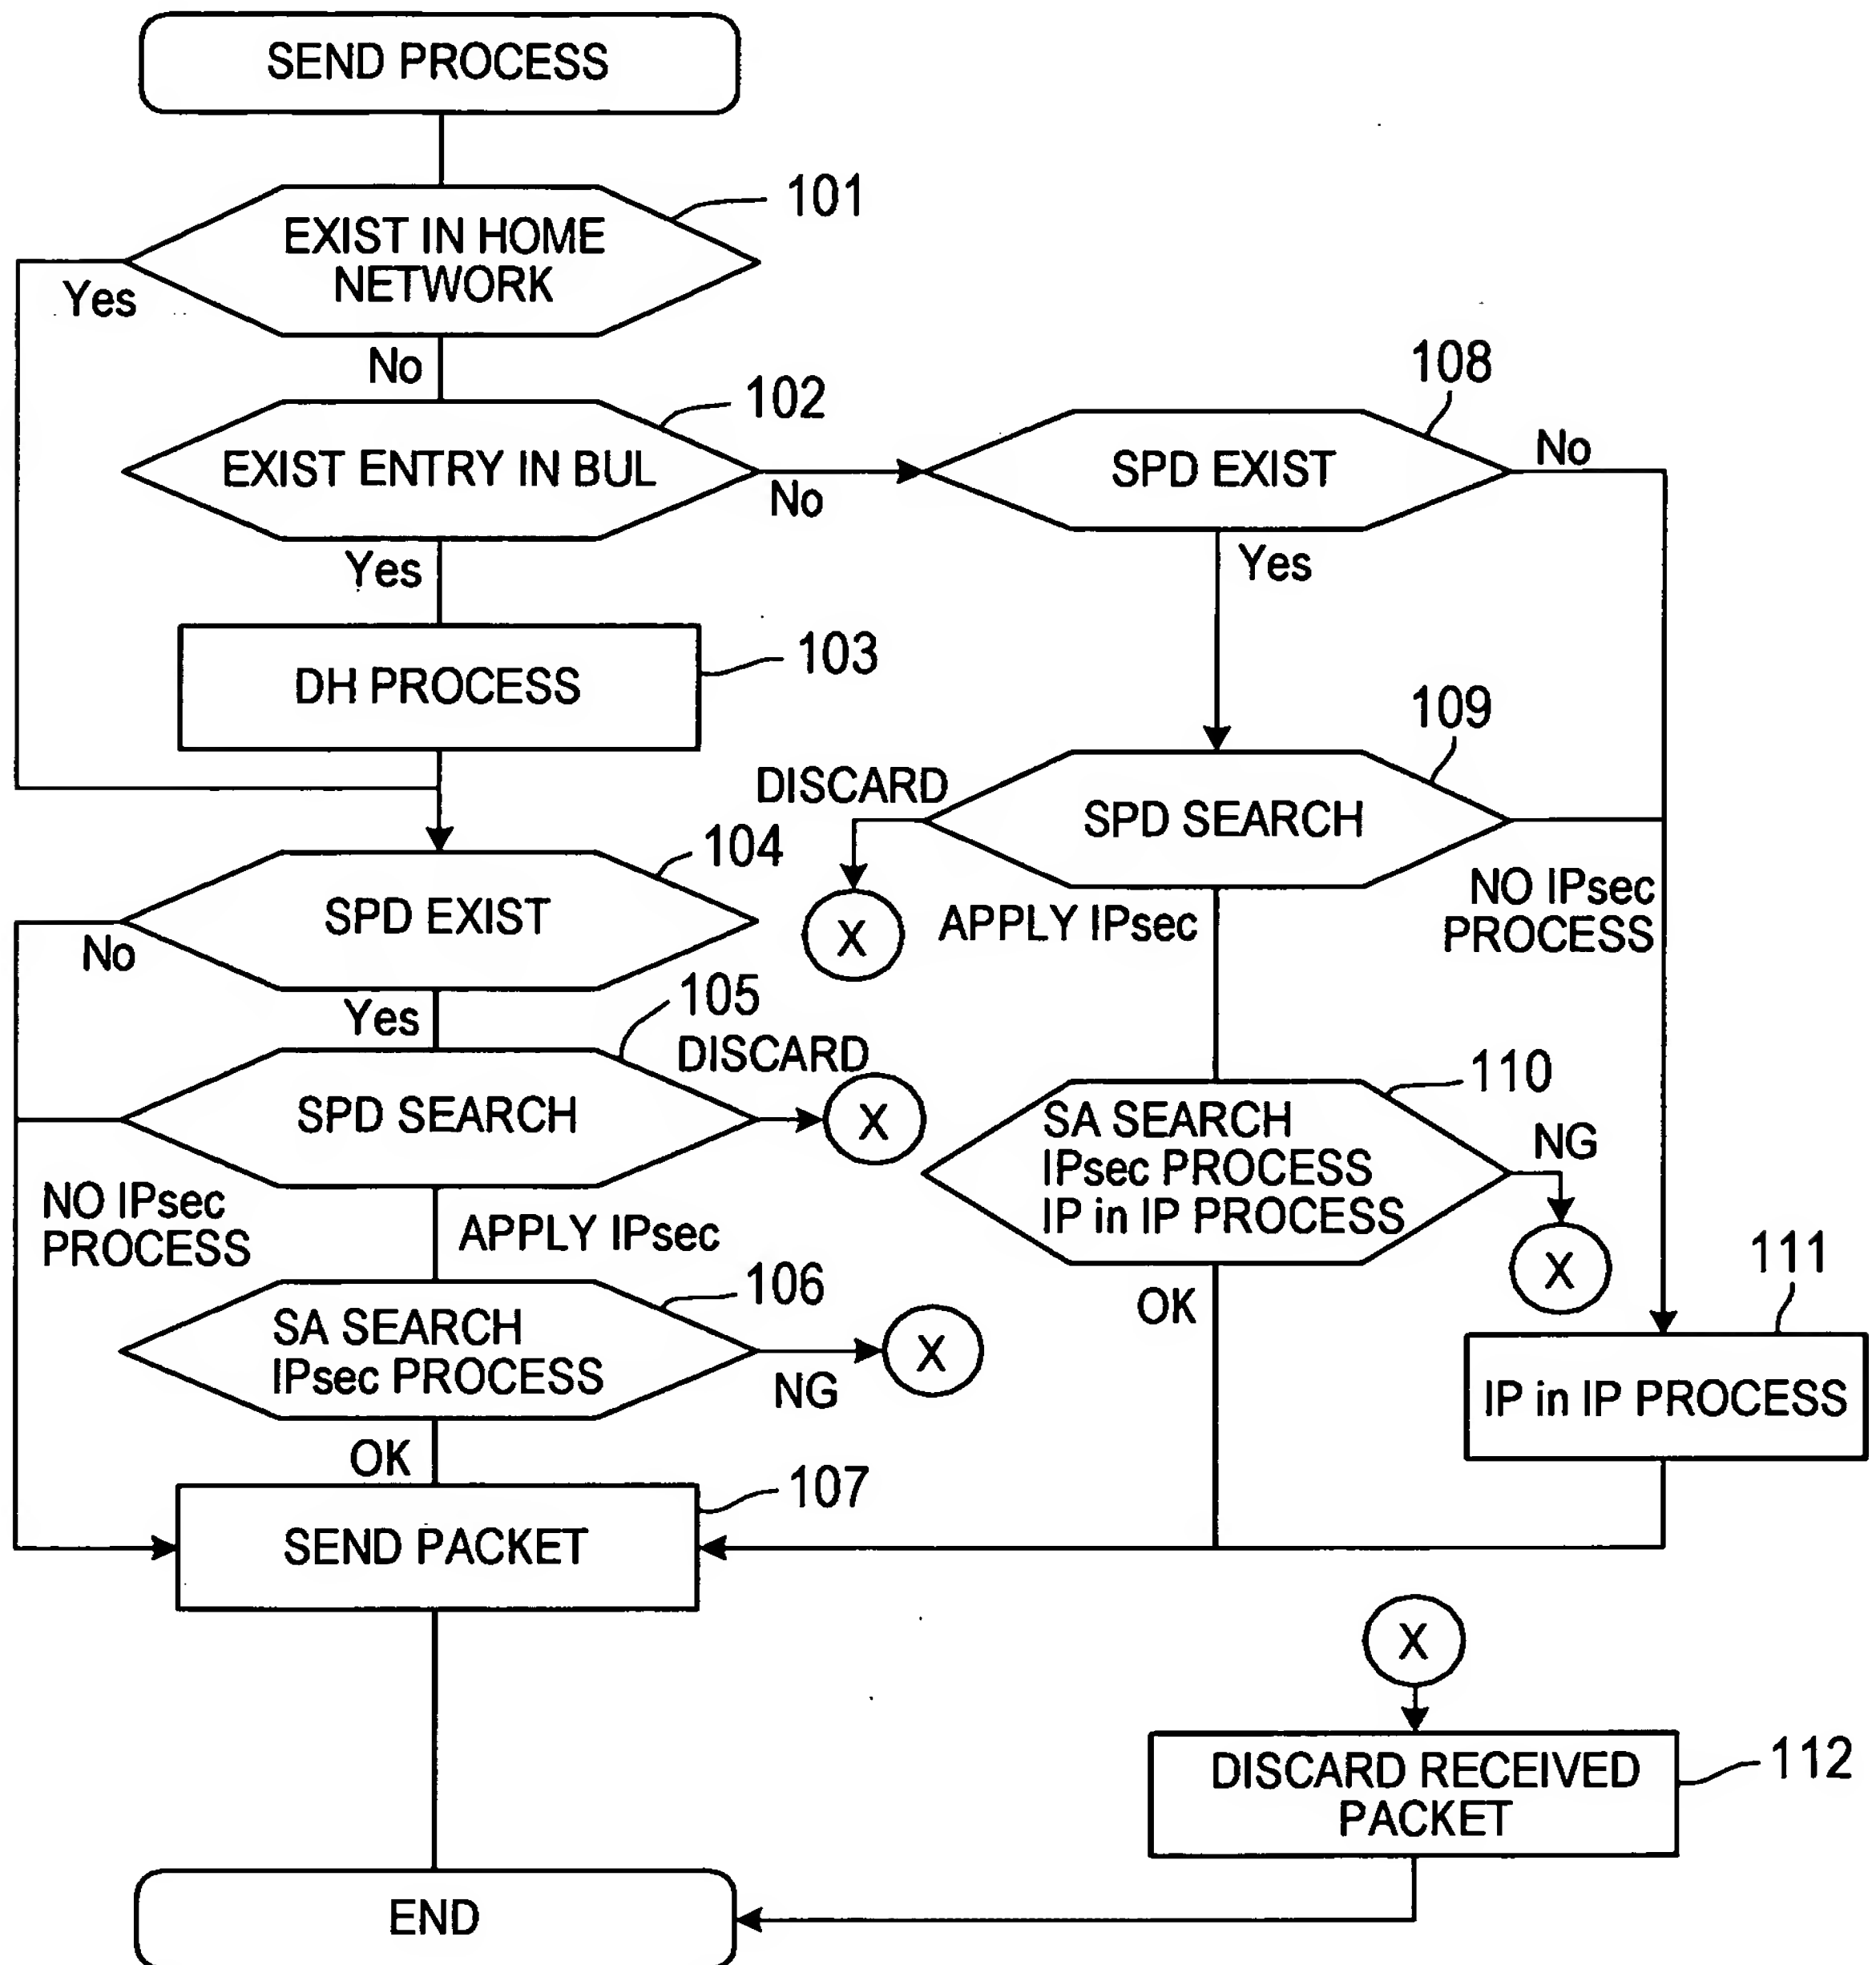 SEND PROCESS
101
EXIST IN HOME
NETWORK
Yes
No
102
EXIST ENTRY IN BUL
No
Yes
103
DH PROCESS
104
SPD EXIST
No
Yes
105
DISCARD
SPD SEARCH
X
NO IPsec
PROCESS
APPLY IPsec
106
SA SEARCH
IPsec PROCESS
X
NG
OK
107
SEND PACKET
END
108
SPD EXIST
No
Yes
109
DISCARD
SPD SEARCH
X
APPLY IPsec
NO IPsec
PROCESS
110
SA SEARCH
IPsec PROCESS
IP in IP PROCESS
NG
X
OK
111
IP in IP PROCESS
X
DISCARD RECEIVED
PACKET
112